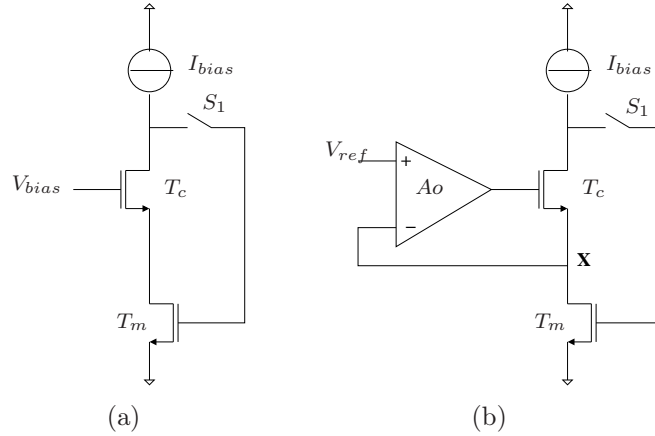 I_bias
S_1
V_bias
T_c
T_m
(a)
I_bias
S_1
V_ref
+
Ao
T_c
−
X
T_m
(b)